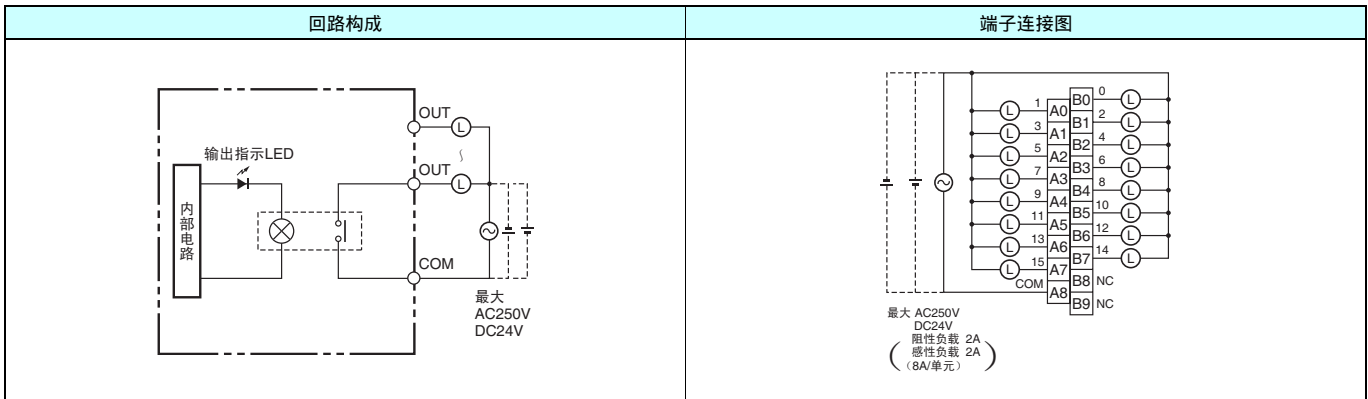 回路构成
端子连接图
OUT
L
输出指示LED
OUT
L
内部电路
COM
最大
AC250V
DC24V
B0 0 L
L 1 A0
B1 2 L
L 3 A1
B2 4 L
L 5 A2
B3 6 L
L 7 A3
B4 8 L
L 9 A4
B5 10 L
L 11 A5
B6 12 L
L 13 A6
B7 14 L
L 15 A7
B8 NC
COM A8
B9 NC
最大 AC250V
DC24V
阻性负载 2A
感性负载 2A
(8A/单元)